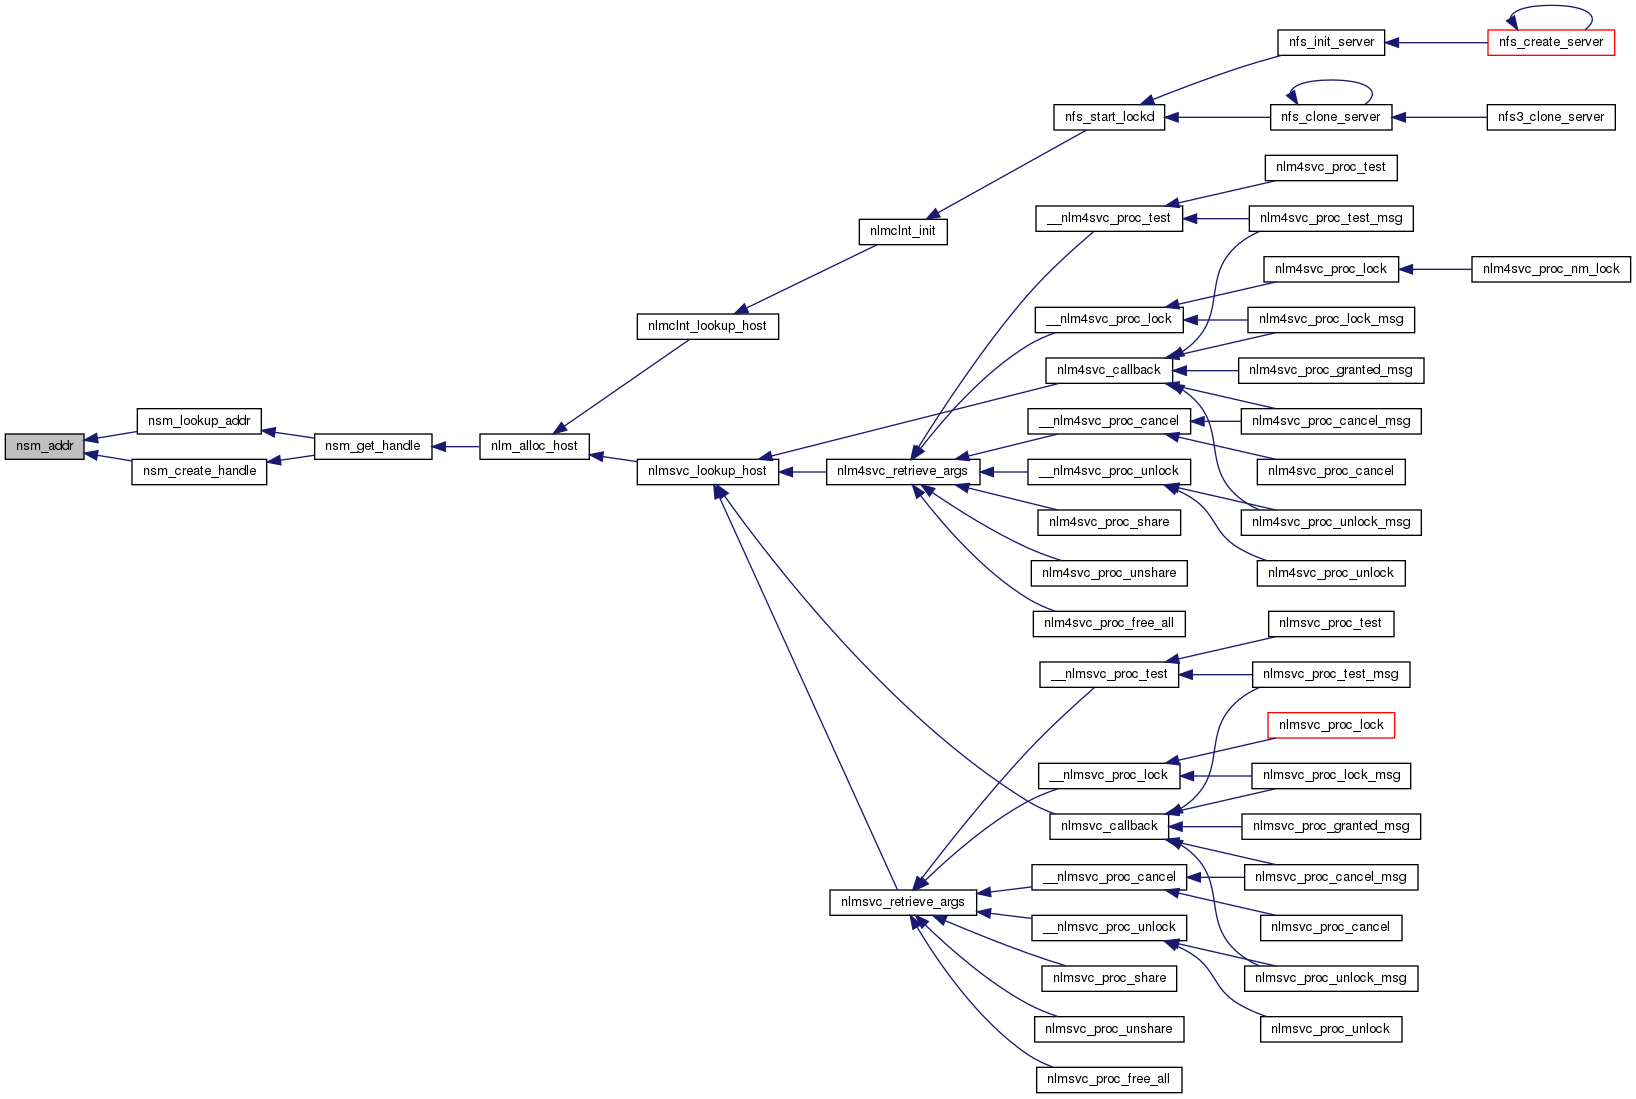 nfs_init_server
nfs_create_server
nfs_start_lockd
nfs_clone_server
nfs3_clone_server
nlm4svc_proc_test
__nlm4svc_proc_test
nlm4svc_proc_test_msg
nlmclnt_init
nlm4svc_proc_lock
nlm4svc_proc_nm_lock
nlmclnt_lookup_host
__nlm4svc_proc_lock
nlm4svc_proc_lock_msg
nlm4svc_callback
nlm4svc_proc_granted_msg
nsm_lookup_addr
__nlm4svc_proc_cancel
nlm4svc_proc_cancel_msg
nsm_addr
nsm_get_handle
nlm_alloc_host
nsm_create_handle
nlmsvc_lookup_host
nlm4svc_retrieve_args
__nlm4svc_proc_unlock
nlm4svc_proc_cancel
nlm4svc_proc_share
nlm4svc_proc_unlock_msg
nlm4svc_proc_unshare
nlm4svc_proc_unlock
nlm4svc_proc_free_all
nlmsvc_proc_test
__nlmsvc_proc_test
nlmsvc_proc_test_msg
nlmsvc_proc_lock
__nlmsvc_proc_lock
nlmsvc_proc_lock_msg
nlmsvc_callback
nlmsvc_proc_granted_msg
__nlmsvc_proc_cancel
nlmsvc_proc_cancel_msg
nlmsvc_retrieve_args
__nlmsvc_proc_unlock
nlmsvc_proc_cancel
nlmsvc_proc_share
nlmsvc_proc_unlock_msg
nlmsvc_proc_unshare
nlmsvc_proc_unlock
nlmsvc_proc_free_all